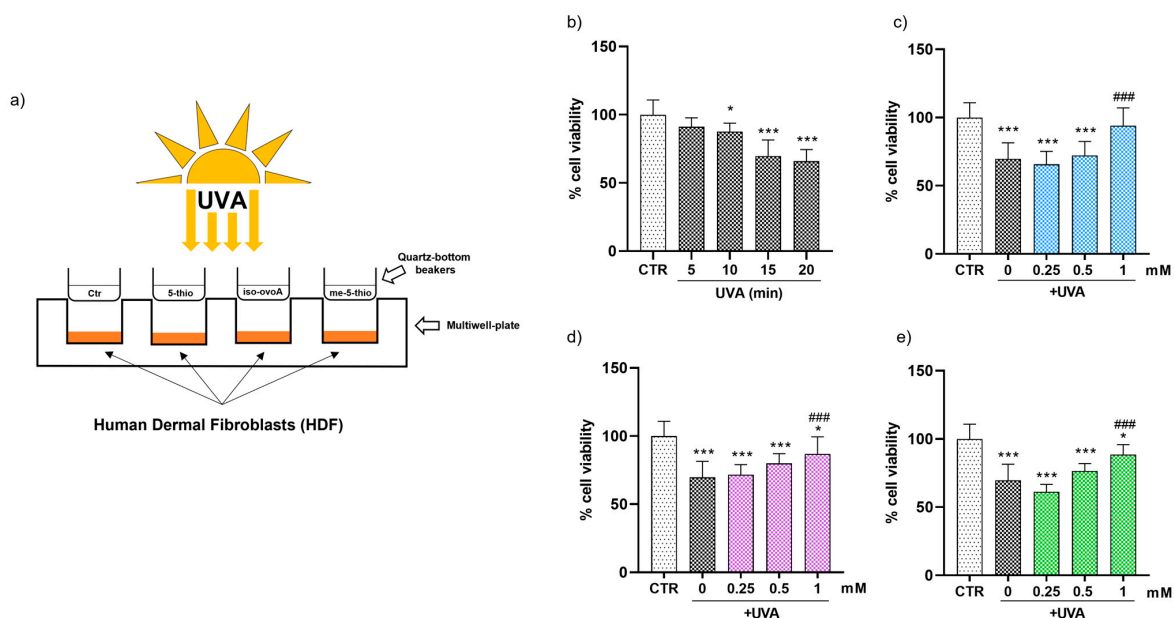 a)
UVA
Quartz-bottom
beakers
Ctr
5-thio
iso-ovoA
me-5-thio
Multiwell-plate
Human Dermal Fibroblasts (HDF)
b)
% cell viability
150
100
50
0
*
***
***
CTR
5
10
15
20
UVA (min)
c)
% cell viability
150
100
50
0
***
***
***
###
CTR
0
0.25
0.5
1
mM
+UVA
d)
% cell viability
150
100
50
0
***
***
***
###
*
CTR
0
0.25
0.5
1
mM
+UVA
e)
% cell viability
150
100
50
0
***
***
***
###
*
CTR
0
0.25
0.5
1
mM
+UVA